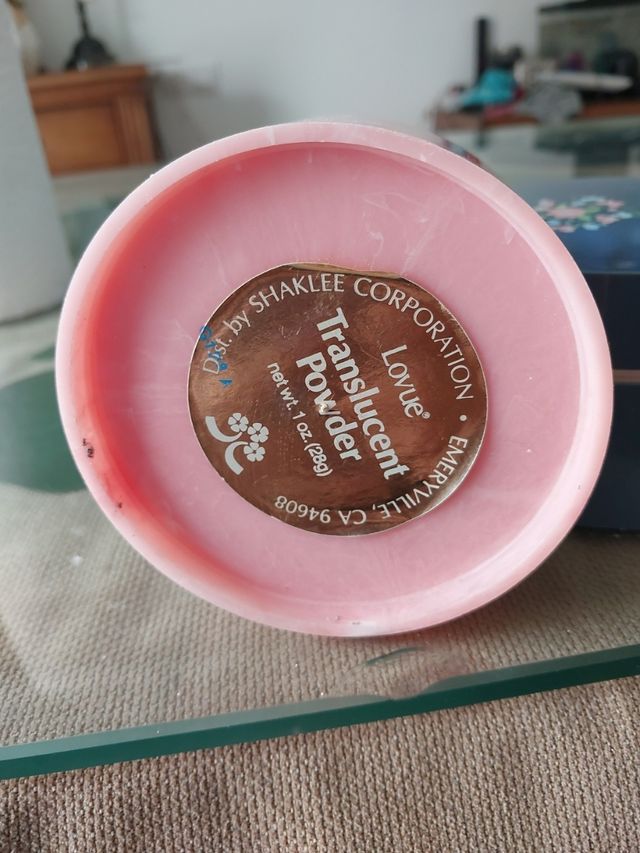 Dist. by SHAKLEE CORPORATION • EMERYVILLE, CA 94608
Lovue®
Translucent
Powder
net wt. 1 oz (28g)